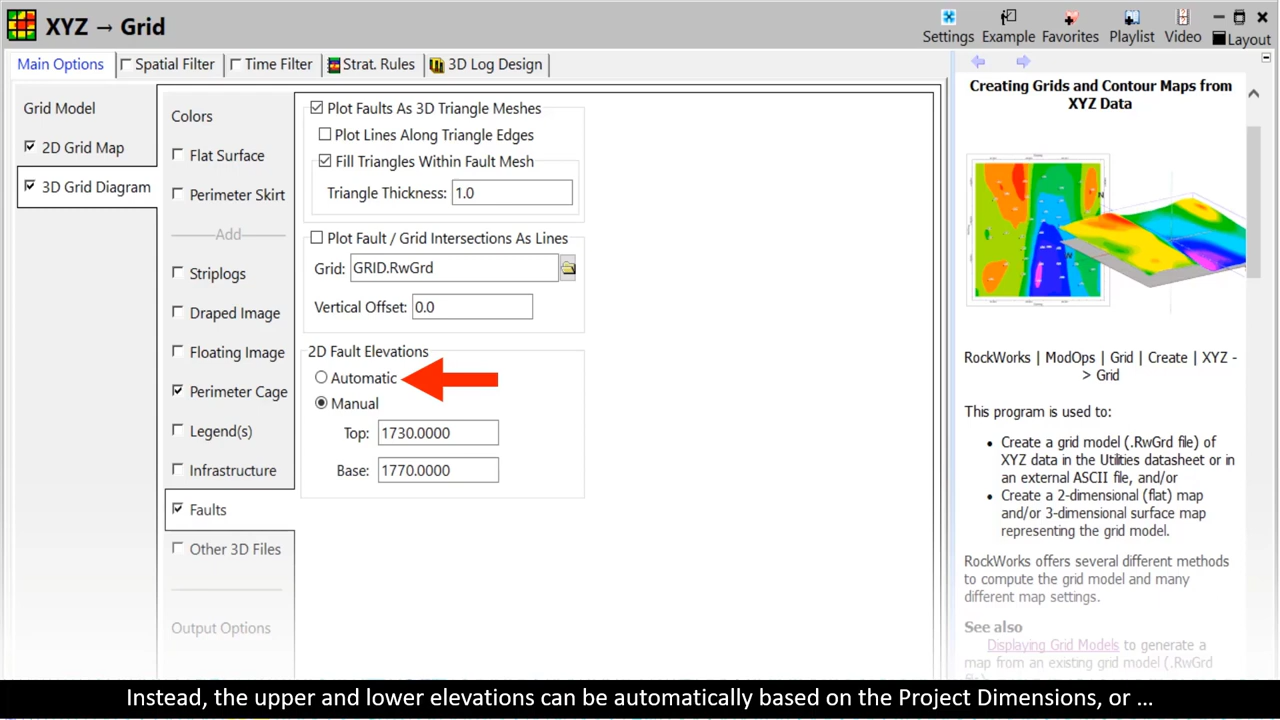 XYZ → Grid
Settings Example Favorites Playlist Video Layout
Main Options Spatial Filter Time Filter Strat. Rules 3D Log Design
Grid Model
2D Grid Map
3D Grid Diagram
Colors
Flat Surface
Perimeter Skirt
Add
Striplogs
Draped Image
Floating Image
Perimeter Cage
Legend(s)
Infrastructure
Faults
Other 3D Files
Output Options
Plot Faults As 3D Triangle Meshes
Plot Lines Along Triangle Edges
Fill Triangles Within Fault Mesh
Triangle Thickness: 1.0
Plot Fault / Grid Intersections As Lines
Grid: GRID.RwGrd
Vertical Offset: 0.0
2D Fault Elevations
Automatic
Manual
Top: 1730.0000
Base: 1770.0000
Creating Grids and Contour Maps from
XYZ Data
N
N
RockWorks | ModOps | Grid | Create | XYZ -
> Grid
This program is used to:
• Create a grid model (.RwGrd file) of
XYZ data in the Utilities datasheet or in
an external ASCII file, and/or
• Create a 2-dimensional (flat) map
and/or 3-dimensional surface map
representing the grid model.
RockWorks offers several different methods
to compute the grid model and many
different map settings.
See also
Displaying Grid Models to generate a
map from an existing grid model (.RwGrd
Instead, the upper and lower elevations can be automatically based on the Project Dimensions, or ...